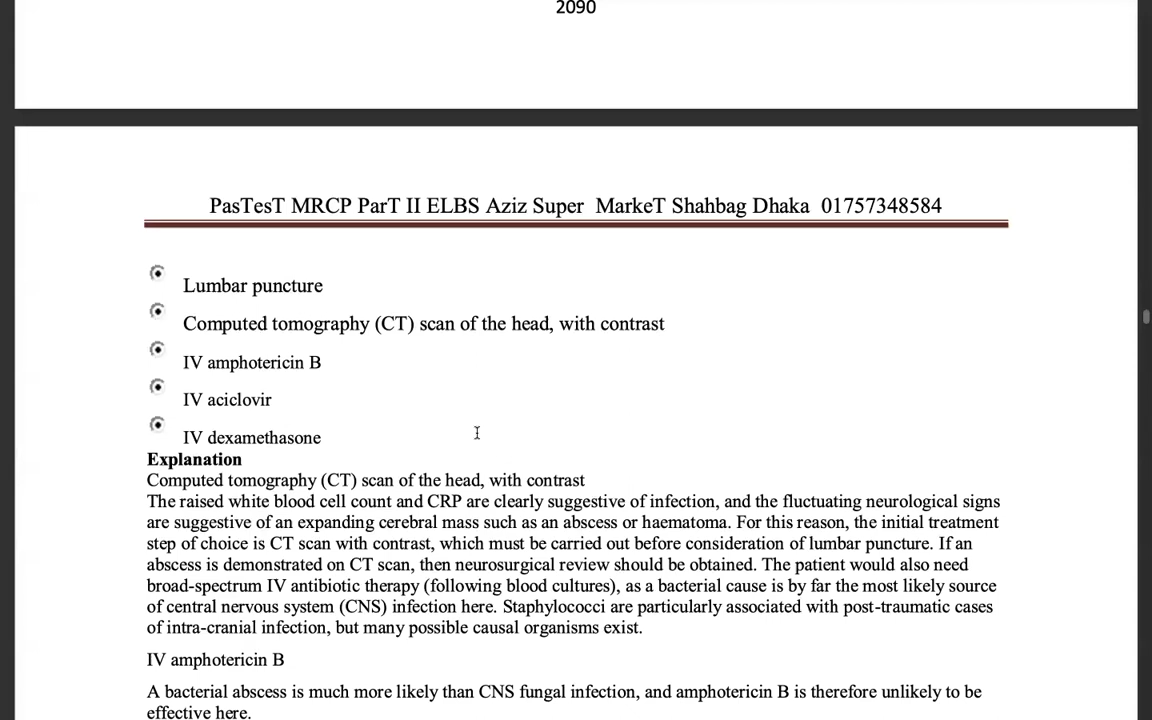 2090
PasTesT MRCP ParT II ELBS Aziz Super MarkeT Shahbag Dhaka 01757348584
Lumbar puncture
Computed tomography (CT) scan of the head, with contrast
IV amphotericin B
IV aciclovir
IV dexamethasone
Explanation
Computed tomography (CT) scan of the head, with contrast
The raised white blood cell count and CRP are clearly suggestive of infection, and the fluctuating neurological signs
are suggestive of an expanding cerebral mass such as an abscess or haematoma. For this reason, the initial treatment
step of choice is CT scan with contrast, which must be carried out before consideration of lumbar puncture. If an
abscess is demonstrated on CT scan, then neurosurgical review should be obtained. The patient would also need
broad-spectrum IV antibiotic therapy (following blood cultures), as a bacterial cause is by far the most likely source
of central nervous system (CNS) infection here. Staphylococci are particularly associated with post-traumatic cases
of intra-cranial infection, but many possible causal organisms exist.
IV amphotericin B
A bacterial abscess is much more likely than CNS fungal infection, and amphotericin B is therefore unlikely to be
effective here.